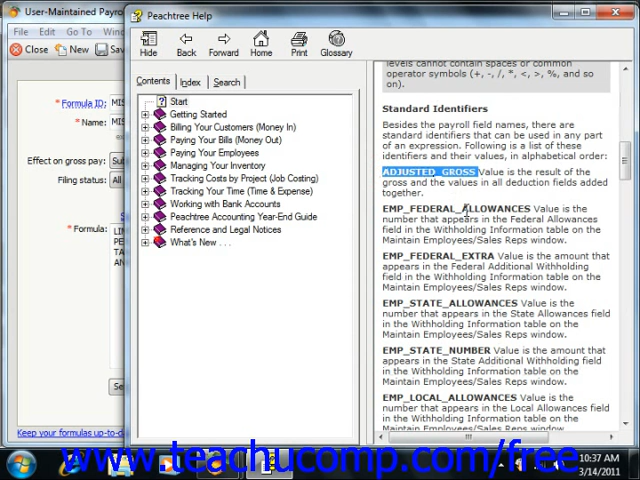 User-Maintained Payro
File Edit Go To Win
Close New Sav
* Formula ID: MIS
* Name: MIS
Effect on gross pay: Sub
Filing status: All
* Formula: LIN
PE
TA
AN
Se
Keep your formulas up-to-d
Peachtree Help
Hide Back Forward Home Print Glossary
Contents Index Search
Start
Getting Started
Billing Your Customers (Money In)
Paying Your Bills (Money Out)
Paying Your Employees
Managing Your Inventory
Tracking Costs by Project (Job Costing)
Tracking Your Time (Time & Expense)
Working with Bank Accounts
Peachtree Accounting Year-End Guide
Reference and Legal Notices
What's New . . .
levels cannot contain spaces or common
operator symbols (+, -, /, *, <, >, %, and so
on).
Standard Identifiers
Besides the payroll field names, there are
standard identifiers that can be used in any part
of an expression. Following is a list of these
identifiers and their values, in alphabetical order:
ADJUSTED_GROSS Value is the result of the
gross and the values in all deduction fields added
together.
EMP_FEDERAL_ALLOWANCES Value is the
number that appears in the Federal Allowances
field in the Withholding Information table on the
Maintain Employees/Sales Reps window.
EMP_FEDERAL_EXTRA Value is the amount that
appears in the Federal Additional Withholding
field in the Withholding Information table on the
Maintain Employees/Sales Reps window.
EMP_STATE_ALLOWANCES Value is the
number that appears in the State Allowances field
in the Withholding Information table on the
Maintain Employees/Sales Reps window.
EMP_STATE_NUMBER Value is the amount that
appears in the State Additional Withholding field
in the Withholding Information table on the
Maintain Employees/Sales Reps window.
EMP_LOCAL_ALLOWANCES Value is the
number that appears in the Local Allowances field
in the Withholding Information table on the
www.teachucomp.com/free
10:37 AM
3/14/2011